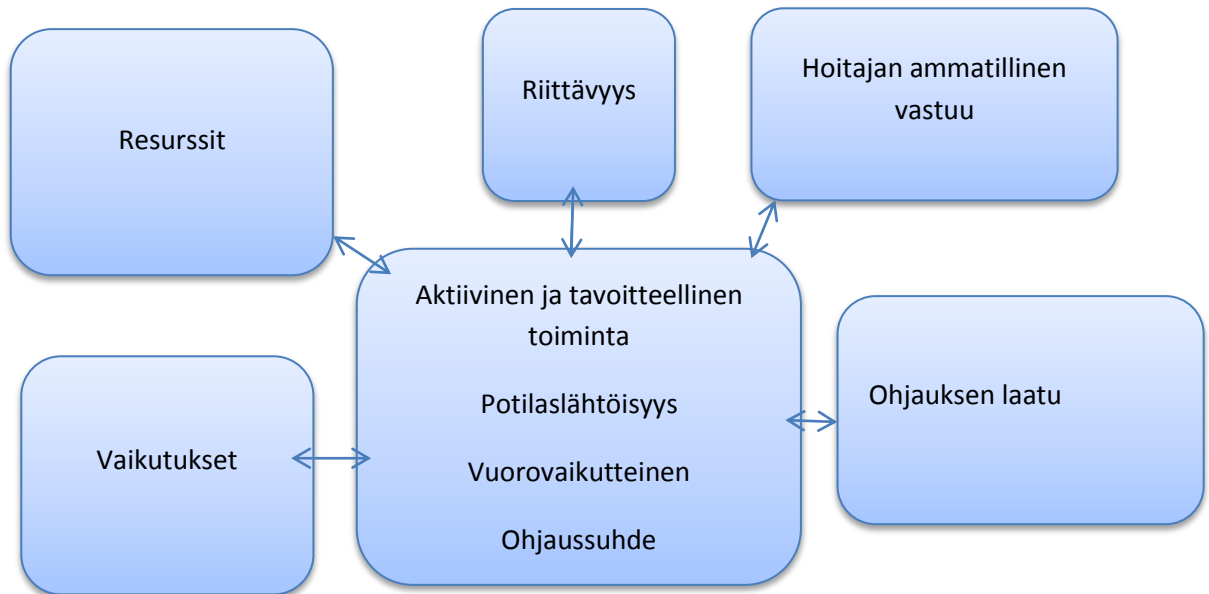 Resurssit
Riittävyys
Hoitajan ammatillinen
vastuu
Aktiivinen ja tavoitteellinen
toiminta
Potilaslähtöisyys
Vuorovaikutteinen
Ohjaussuhde
Vaikutukset
Ohjauksen laatu